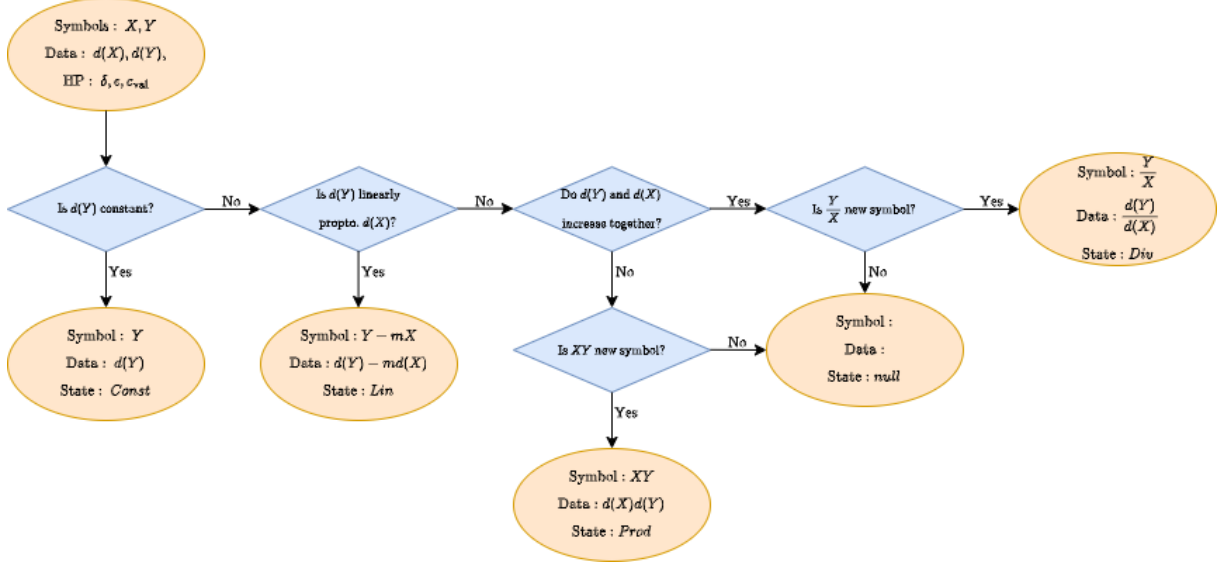 Symbols : X, Y
Data : d(X), d(Y),
HP : δ, ϵ, c_val
Is d(Y) constant?
No
Is d(Y) linearly
propto. d(X)?
No
Do d(Y) and d(X)
increase together?
Yes
Is Y/X new symbol?
Yes
Symbol : Y/X
Data : d(Y)/d(X)
State : Div
Yes
Yes
No
No
Symbol : Y
Data : d(Y)
State : Const
Symbol : Y − mX
Data : d(Y) − md(X)
State : Lin
Is XY new symbol?
No
Symbol :
Data :
State : null
Yes
Symbol : XY
Data : d(X)d(Y)
State : Prod